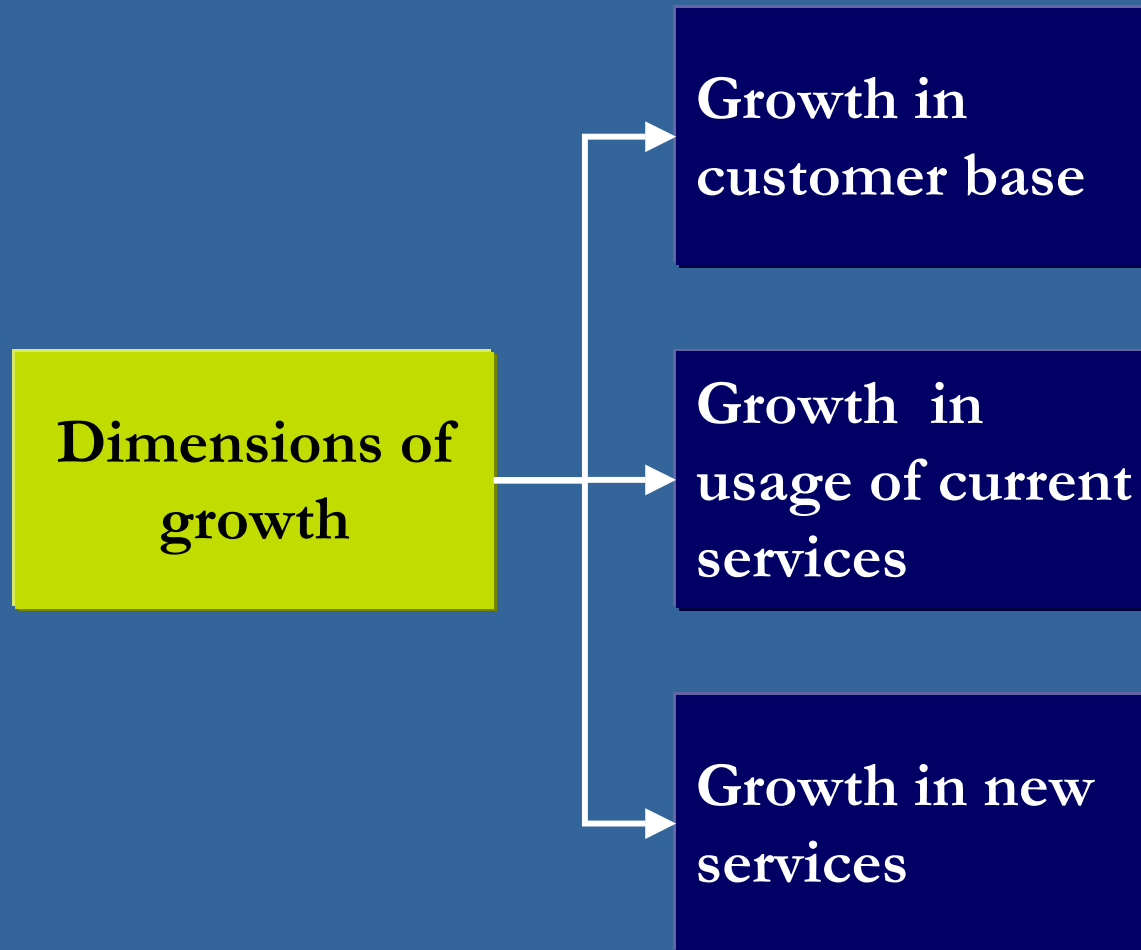 Growth in
customer base
Dimensions of
growth
Growth  in
usage of current
services
Growth in new
services